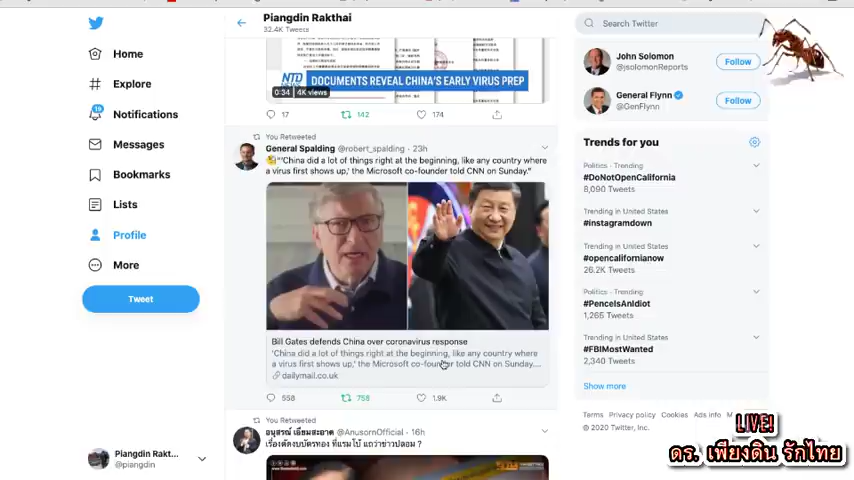 Home
Explore
19
Notifications
Messages
Bookmarks
Lists
Profile
More
Tweet
Piangdin Rakt...
@piangdin
Piangdin Rakthai
32.4K Tweets
NTD
NEWS
DOCUMENTS REVEAL CHINA'S EARLY VIRUS PREP
0:34 4K views
17
142
174
You Retweeted
General Spalding @robert_spalding · 23h
"'China did a lot of things right at the beginning, like any country where
a virus first shows up,' the Microsoft co-founder told CNN on Sunday."
Bill Gates defends China over coronavirus response
'China did a lot of things right at the beginning, like any country where
a virus first shows up,' the Microsoft co-founder told CNN on Sunday....
dailymail.co.uk
558
758
1.9K
You Retweeted
อนุสรณ์ เอี่ยมสะอาด @AnusornOfficial · 16h
เรื่องตัดงบบัตรทอง ที่แรมโบ้ แถว่าข่าวปลอม ?
Search Twitter
John Solomon
@jsolomonReports
Follow
General Flynn
@GenFlynn
Follow
Trends for you
Politics · Trending
#DoNotOpenCalifornia
8,090 Tweets
Trending in United States
#instagramdown
Trending in United States
#opencalifornianow
26.2K Tweets
Politics · Trending
#PenceIsAnIdiot
1,265 Tweets
Trending in United States
#FBIMostWanted
2,340 Tweets
Show more
Terms Privacy policy Cookies Ads info
© 2020 Twitter, Inc.
LIVE!
ดร. เพียงดิน รักไทย